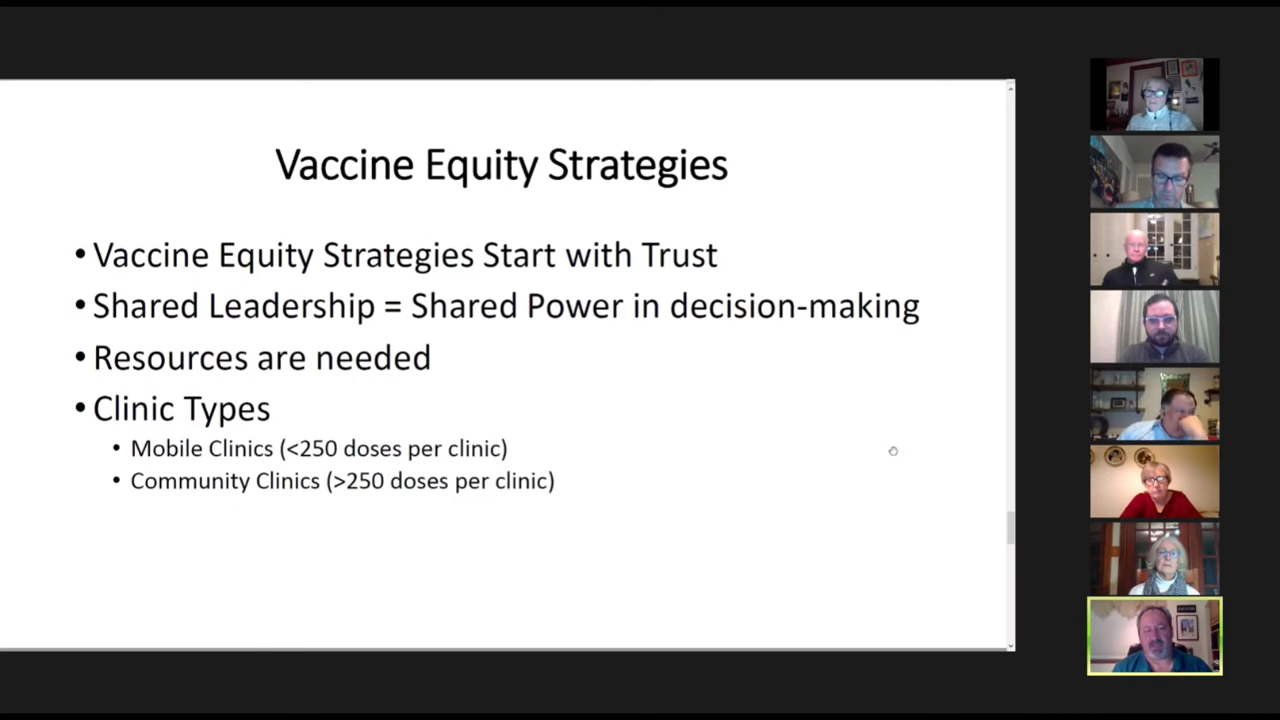 Vaccine Equity Strategies
• Vaccine Equity Strategies Start with Trust
• Shared Leadership = Shared Power in decision-making
• Resources are needed
• Clinic Types
• Mobile Clinics (<250 doses per clinic)
• Community Clinics (>250 doses per clinic)